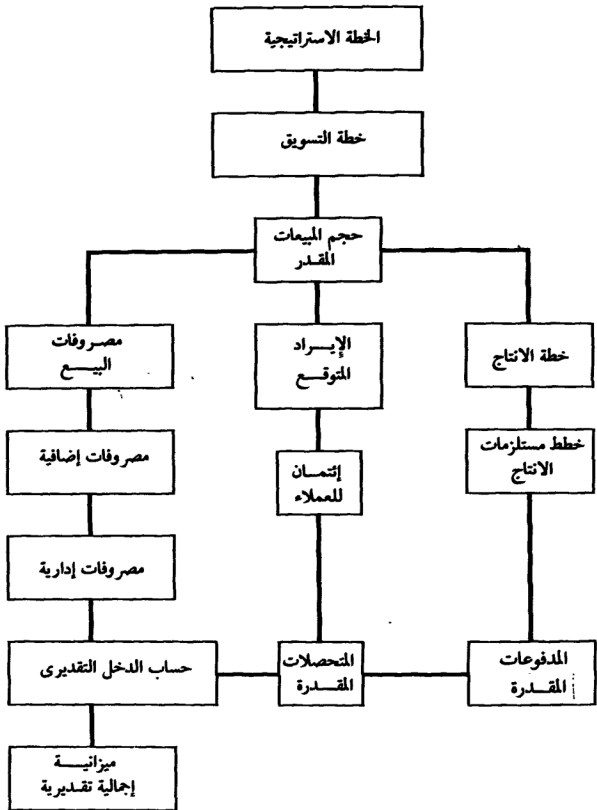 الخطة الاستراتيجية
خطة التسويق
حجم المبيعات
المقدر
خطة الانتاج
الإيراد
المتوقع
مصروفات
البيع
خطط مستلزمات
الانتاج
إئتمان
للعملاء
مصروفات إضافية
مصروفات إدارية
المدفوعات
المقدرة
المتحصلات
المقدرة
حساب الدخل التقديرى
ميزانية
إجمالية تقديرية